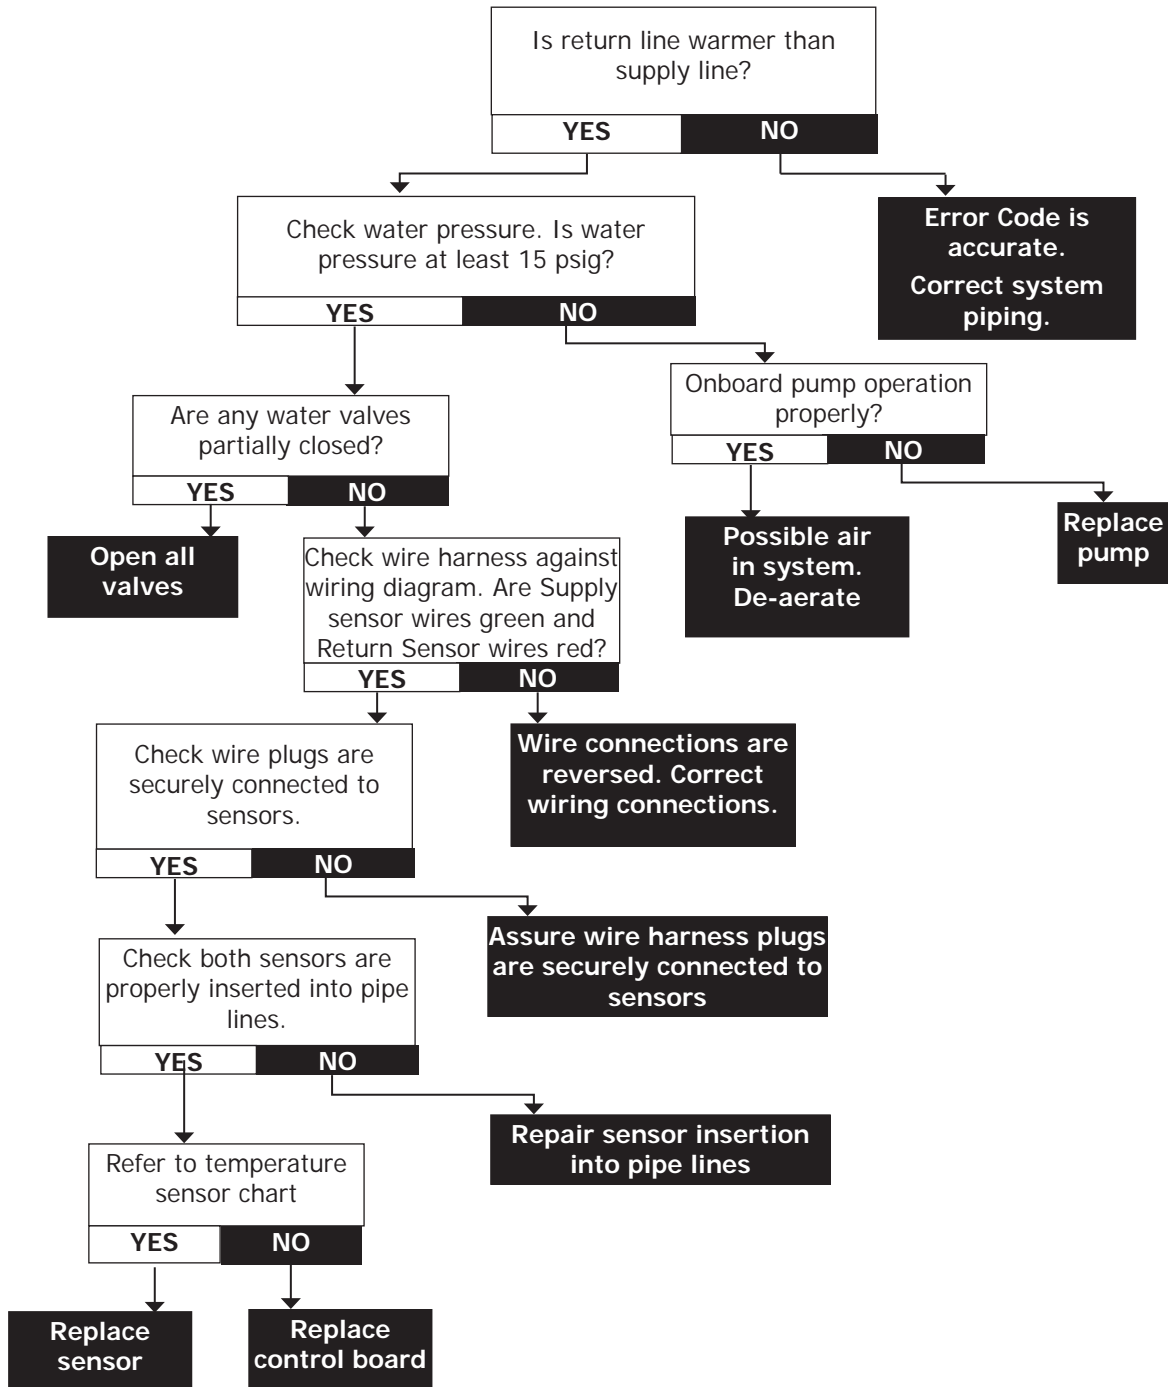 Is return line warmer than
supply line?
YES
NO
Check water pressure. Is water
pressure at least 15 psig?
YES
NO
Error Code is
accurate.
Correct system
piping.
Are any water valves
partially closed?
YES
NO
Onboard pump operation
properly?
YES
NO
Open all
valves
Check wire harness against
wiring diagram. Are Supply
sensor wires green and
Return Sensor wires red?
YES
NO
Possible air
in system.
De-aerate
Replace
pump
Check wire plugs are
securely connected to
sensors.
YES
NO
Wire connections are
reversed. Correct
wiring connections.
Check both sensors are
properly inserted into pipe
lines.
YES
NO
Assure wire harness plugs
are securely connected to
sensors
Refer to temperature
sensor chart
YES
NO
Repair sensor insertion
into pipe lines
Replace
sensor
Replace
control board